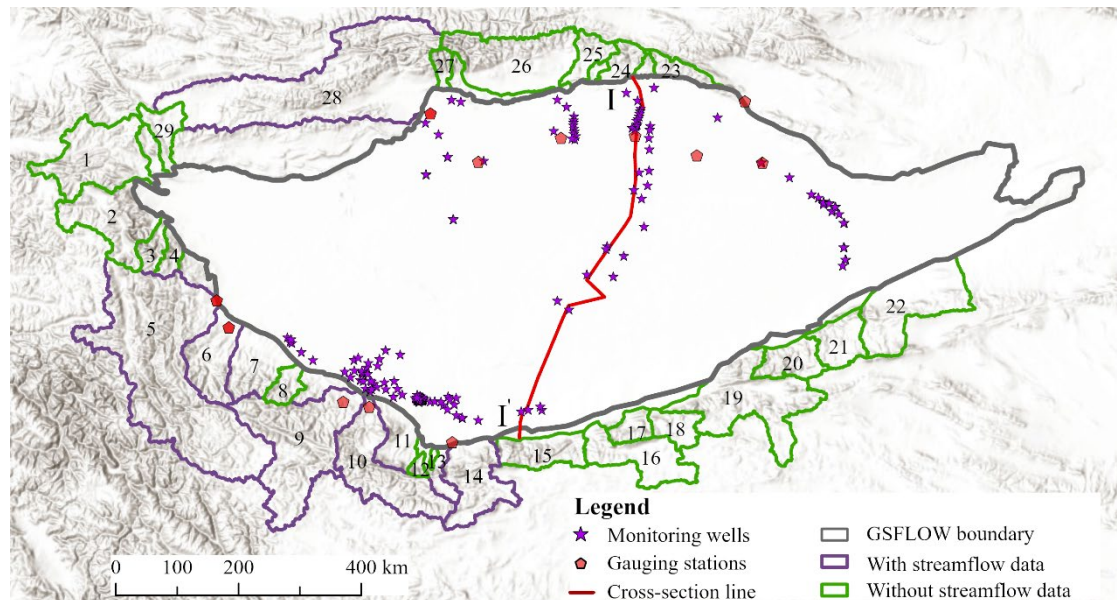 28
27
26
25
24
23
29
1
2
3
4
5
6
7
8
9
10
11
12
13
14
15
16
17
18
19
20
21
22
I
I'
0 100 200 400 km
Legend
Monitoring wells
Gauging stations
Cross-section line
GSFLOW boundary
With streamflow data
Without streamflow data